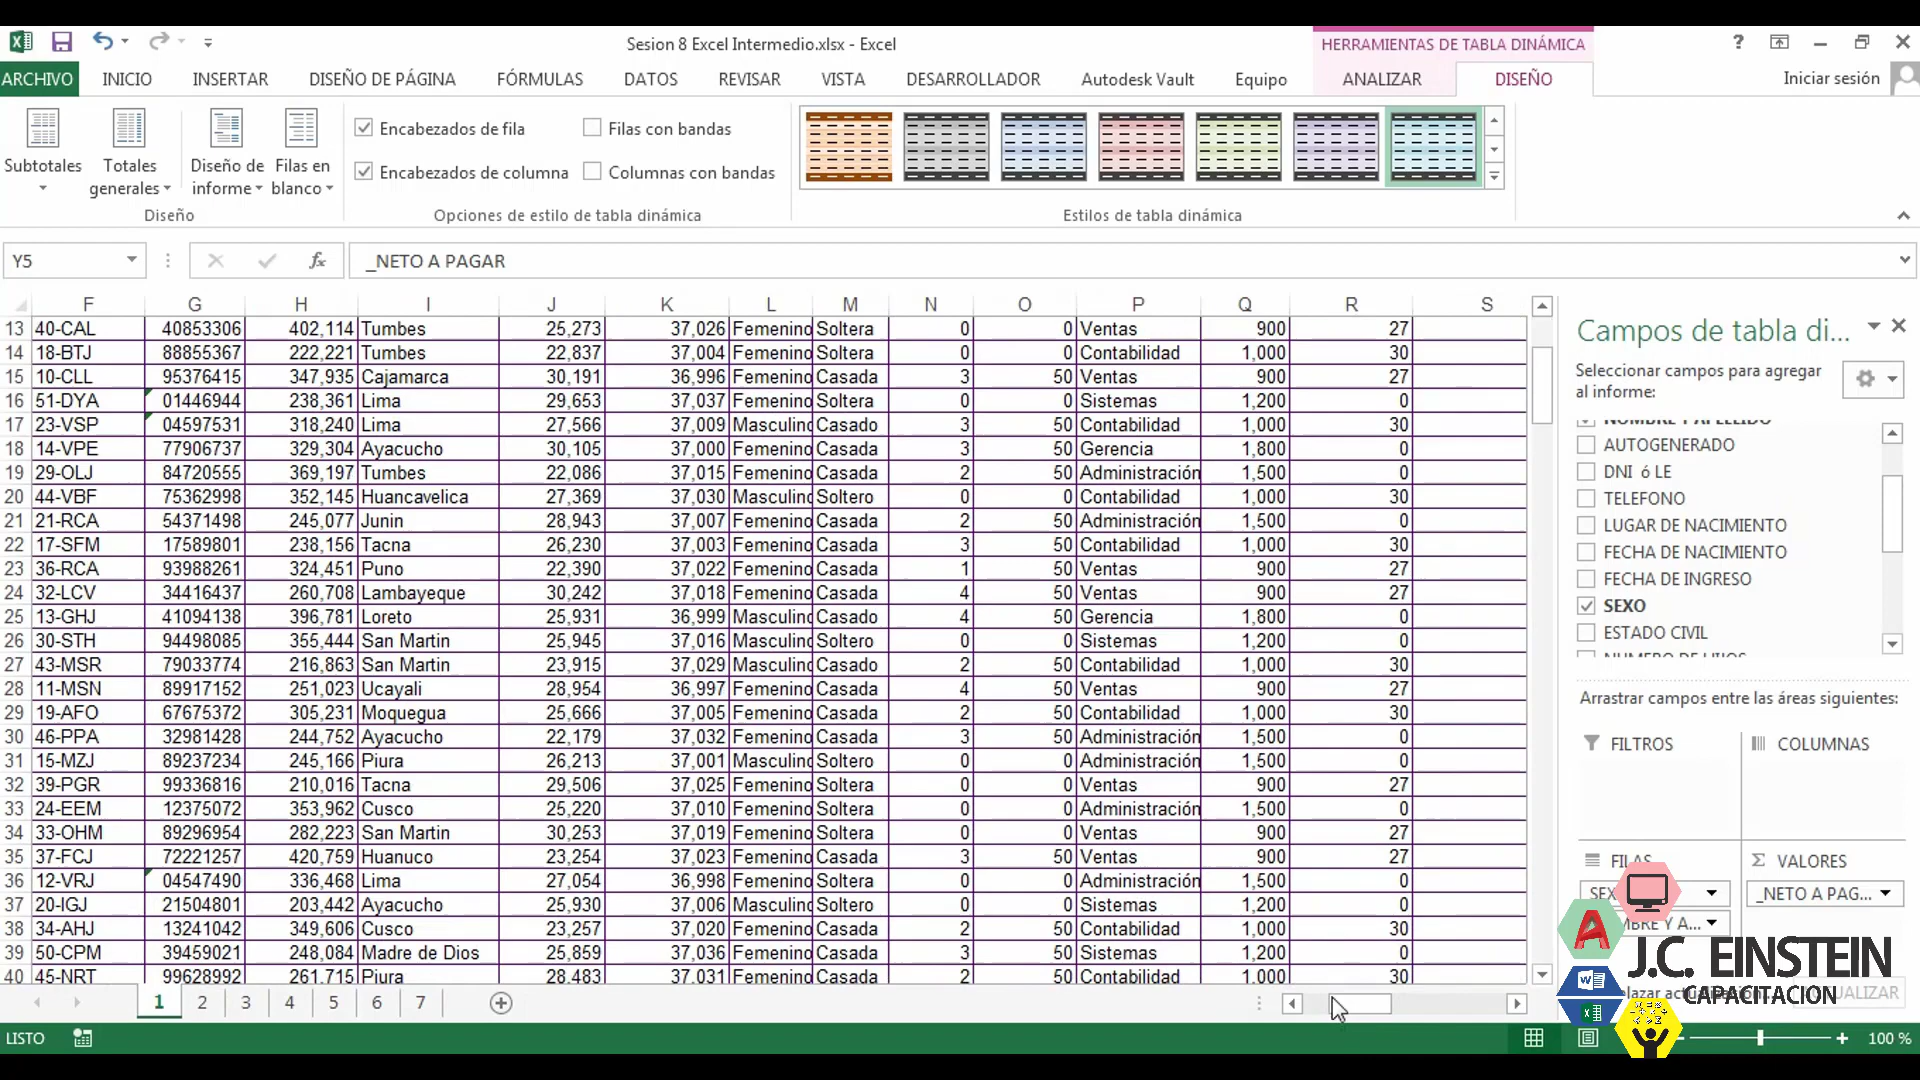 Sesion 8 Excel Intermedio.xlsx - Excel
HERRAMIENTAS DE TABLA DINÁMICA
?
ARCHIVO INICIO INSERTAR DISEÑO DE PÁGINA FÓRMULAS DATOS REVISAR VISTA DESARROLLADOR Autodesk Vault Equipo ANALIZAR DISEÑO Iniciar sesión
Subtotales
Totales generales
Diseño de informe
Filas en blanco
Encabezados de fila
Filas con bandas
Encabezados de columna
Columnas con bandas
Diseño
Opciones de estilo de tabla dinámica
Estilos de tabla dinámica
Y5 fx _NETO A PAGAR
F G H I J K L M N O P Q R S
13 40-CAL 40853306 402,114 Tumbes 25,273 37,026 Femenino Soltera 0 0 Ventas 900 27
14 18-BTJ 88855367 222,221 Tumbes 22,837 37,004 Femenino Soltera 0 0 Contabilidad 1,000 30
15 10-CLL 95376415 347,935 Cajamarca 30,191 36,996 Femenino Casada 3 50 Ventas 900 27
16 51-DYA 01446944 238,361 Lima 29,653 37,037 Femenino Soltera 0 0 Sistemas 1,200 0
17 23-VSP 04597531 318,240 Lima 27,566 37,009 Masculino Casado 3 50 Contabilidad 1,000 30
18 14-VPE 77906737 329,304 Ayacucho 30,105 37,000 Femenino Casada 3 50 Gerencia 1,800 0
19 29-OLJ 84720555 369,197 Tumbes 22,086 37,015 Femenino Casada 2 50 Administración 1,500 0
20 44-VBF 75362998 352,145 Huancavelica 27,369 37,030 Masculino Soltero 0 0 Contabilidad 1,000 30
21 21-RCA 54371498 245,077 Junin 28,943 37,007 Femenino Casada 2 50 Administración 1,500 0
22 17-SFM 17589801 238,156 Tacna 26,230 37,003 Femenino Casada 3 50 Contabilidad 1,000 30
23 36-RCA 93988261 324,451 Puno 22,390 37,022 Femenino Casada 1 50 Ventas 900 27
24 32-LCV 34416437 260,708 Lambayeque 30,242 37,018 Femenino Casada 4 50 Ventas 900 27
25 13-GHJ 41094138 396,781 Loreto 25,931 36,999 Masculino Casado 4 50 Gerencia 1,800 0
26 30-STH 94498085 355,444 San Martin 25,945 37,016 Masculino Soltero 0 0 Sistemas 1,200 0
27 43-MSR 79033774 216,863 San Martin 23,915 37,029 Masculino Casado 2 50 Contabilidad 1,000 30
28 11-MSN 89917152 251,023 Ucayali 28,954 36,997 Femenino Casada 4 50 Ventas 900 27
29 19-AFO 67675372 305,231 Moquegua 25,666 37,005 Femenino Casada 2 50 Contabilidad 1,000 30
30 46-PPA 32981428 244,752 Ayacucho 22,179 37,032 Femenino Casada 3 50 Administración 1,500 0
31 15-MZJ 89237234 245,166 Piura 26,213 37,001 Masculino Soltero 0 0 Administración 1,500 0
32 39-PGR 99336816 210,016 Tacna 29,506 37,025 Femenino Soltera 0 0 Ventas 900 27
33 24-EEM 12375072 353,962 Cusco 25,220 37,010 Femenino Soltera 0 0 Administración 1,500 0
34 33-OHM 89296954 282,223 San Martin 30,253 37,019 Femenino Soltera 0 0 Ventas 900 27
35 37-FCJ 72221257 420,759 Huanuco 23,254 37,023 Femenino Casada 3 50 Ventas 900 27
36 12-VRJ 04547490 336,468 Lima 27,054 36,998 Femenino Soltera 0 0 Administración 1,500 0
37 20-IGJ 21504801 203,442 Ayacucho 25,930 37,006 Masculino Soltero 0 0 Sistemas 1,200 0
38 34-AHJ 13241042 349,606 Cusco 23,257 37,020 Femenino Casada 2 50 Contabilidad 1,000 30
39 50-CPM 39459021 248,084 Madre de Dios 25,859 37,036 Femenino Casada 3 50 Sistemas 1,200 0
40 45-NRT 99628992 261,715 Piura 28,483 37,031 Femenino Casada 2 50 Contabilidad 1,000 30
Campos de tabla di...
Seleccionar campos para agregar
al informe:
NOMBRE Y APELLIDO
AUTOGENERADO
DNI ó LE
TELEFONO
LUGAR DE NACIMIENTO
FECHA DE NACIMIENTO
FECHA DE INGRESO
SEXO
ESTADO CIVIL
NUMERO DE HIJOS
Arrastrar campos entre las áreas siguientes:
FILTROS
COLUMNAS
FILAS
Σ VALORES
_NETO A PAG...
J.C. EINSTEIN
CAPACITACION
1 2 3 4 5 6 7
LISTO
100 %